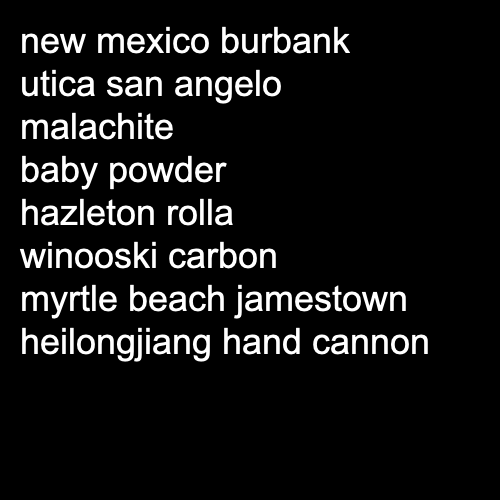 new mexico burbank
utica san angelo
malachite
baby powder
hazleton rolla
winooski carbon
myrtle beach jamestown
heilongjiang hand cannon